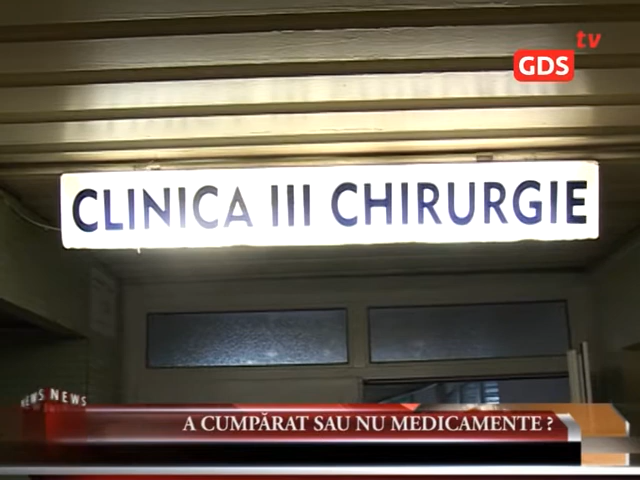 tv
GDS
CLINICA III CHIRURGIE
NEWS NEWS
A CUMPĂRAT SAU NU MEDICAMENTE ?